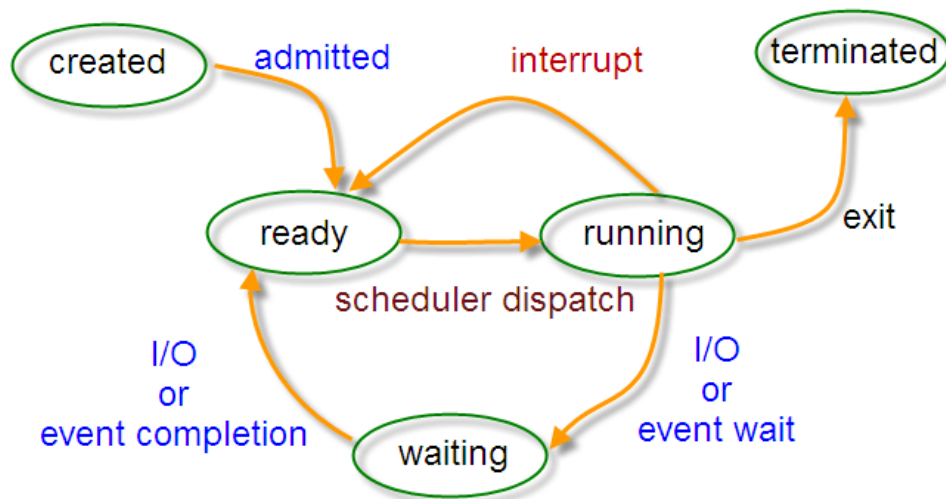 created
admitted
interrupt
terminated
ready
running
exit
scheduler dispatch
I/O
or
event completion
I/O
or
event wait
waiting